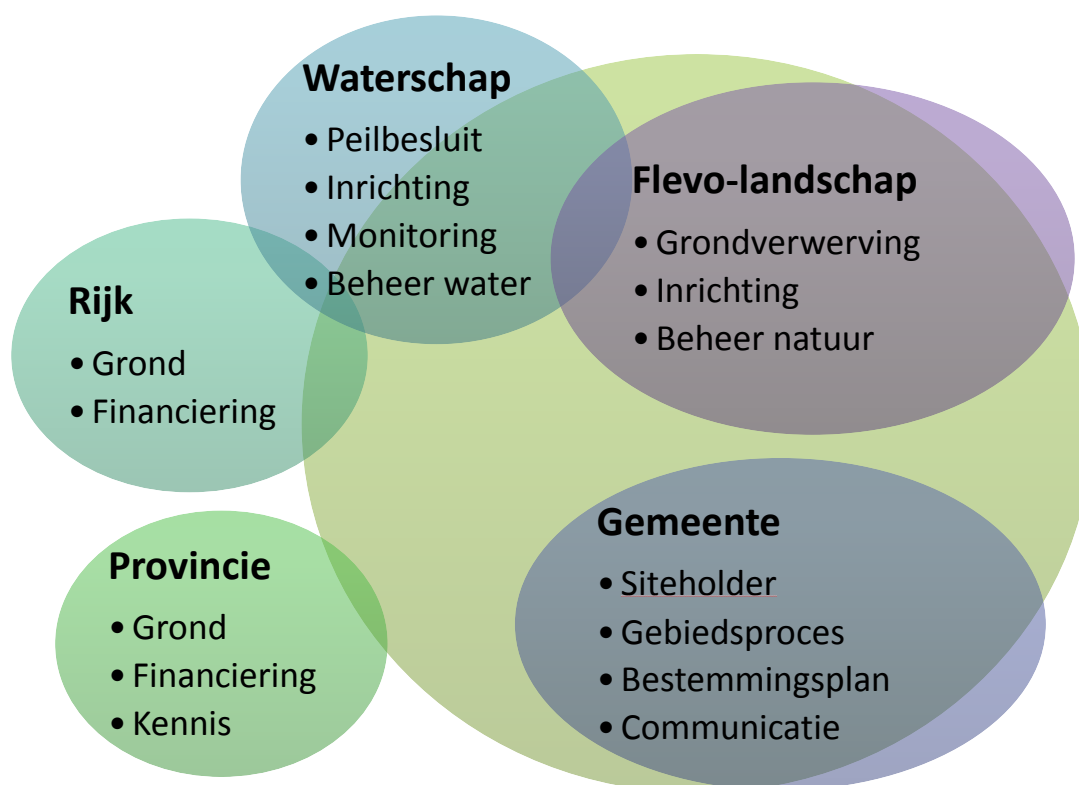 Waterschap
• Peilbesluit
• Inrichting
• Monitoring
• Beheer water
Flevo-landschap
• Grondverwerving
• Inrichting
• Beheer natuur
Rijk
• Grond
• Financiering
Provincie
• Grond
• Financiering
• Kennis
Gemeente
• Siteholder
• Gebiedsproces
• Bestemmingsplan
• Communicatie